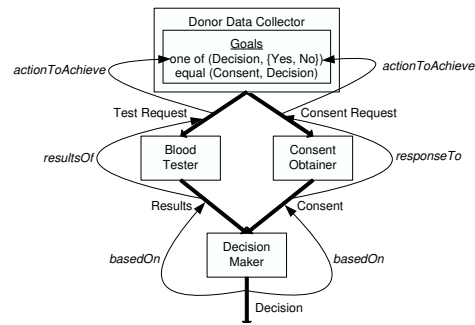 Donor Data Collector
Goals
one of (Decision, {Yes, No})
equal (Consent, Decision)
actionToAchieve
actionToAchieve
Test Request
Consent Request
Blood
Tester
Consent
Obtainer
resultsOf
responseTo
Results
Consent
Decision
Maker
basedOn
basedOn
Decision